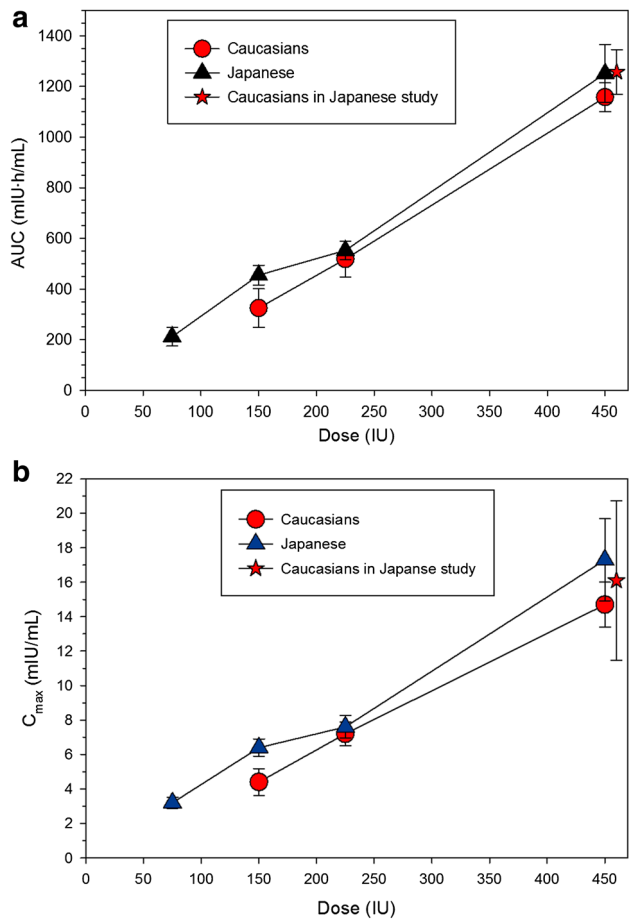 a
Caucasians
Japanese
Caucasians in Japanese study
1400
1200
1000
800
600
400
200
0
AUC (mIU·h/mL)
0 50 100 150 200 250 300 350 400 450
Dose (IU)
b
Caucasians
Japanese
Caucasians in Japanse study
22
20
18
16
14
12
10
8
6
4
2
0
Cmax (mIU/mL)
0 50 100 150 200 250 300 350 400 450
Dose (IU)